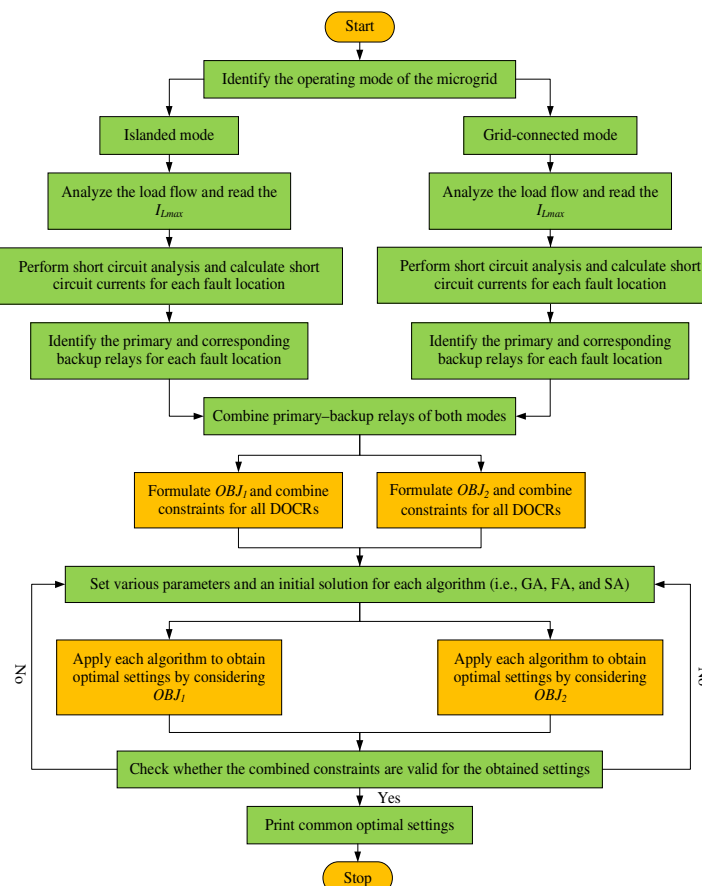 Start
Identify the operating mode of the microgrid
Islanded mode
Grid-connected mode
Analyze the load flow and read the
I_Lmax
Analyze the load flow and read the
I_Lmax
Perform short circuit analysis and calculate short
circuit currents for each fault location
Perform short circuit analysis and calculate short
circuit currents for each fault location
Identify the primary and corresponding
backup relays for each fault location
Identify the primary and corresponding
backup relays for each fault location
Combine primary–backup relays of both modes
Formulate OBJ₁ and combine
constraints for all DOCRs
Formulate OBJ₂ and combine
constraints for all DOCRs
Set various parameters and an initial solution for each algorithm (i.e., GA, FA, and SA)
No
Apply each algorithm to obtain
optimal settings by considering
OBJ₁
Apply each algorithm to obtain
optimal settings by considering
OBJ₂
Check whether the combined constraints are valid for the obtained settings
Yes
Print common optimal settings
Stop